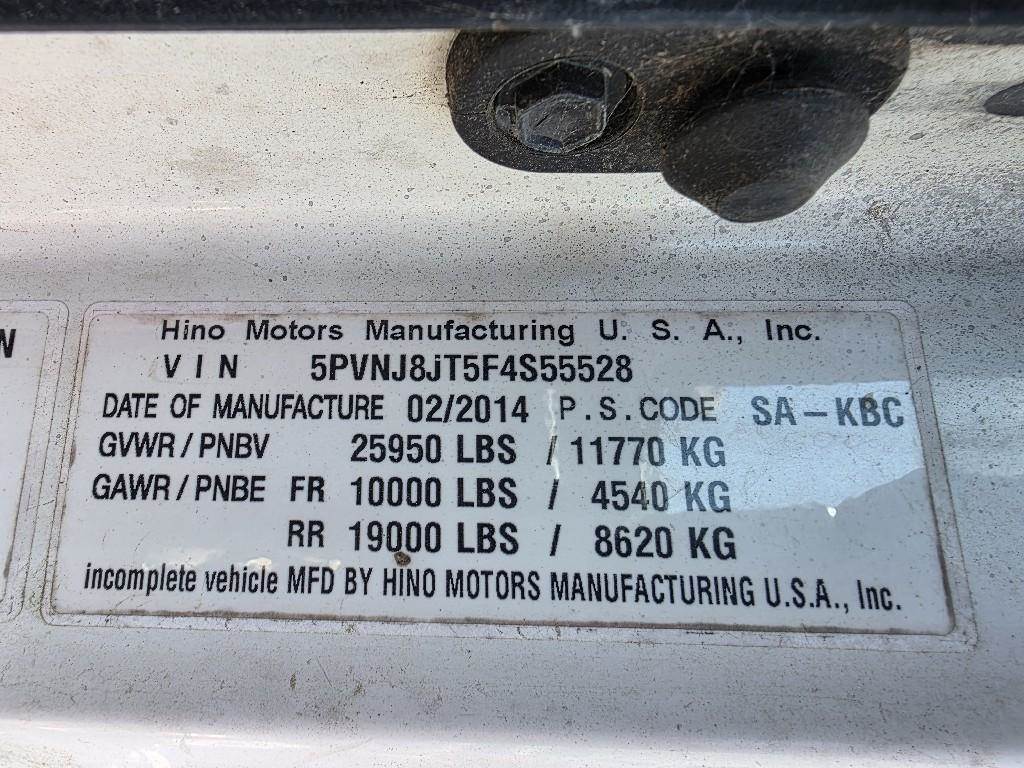 N
Hino Motors Manufacturing U. S. A., Inc.
V I N 5PVNJ8JT5F4S55528
DATE OF MANUFACTURE 02/2014 P.S.CODE SA-KBC
GVWR/PNBV 25950 LBS / 11770 KG
GAWR/PNBE FR 10000 LBS / 4540 KG
RR 19000 LBS / 8620 KG
incomplete vehicle MFD BY HINO MOTORS MANUFACTURING U.S.A., Inc.